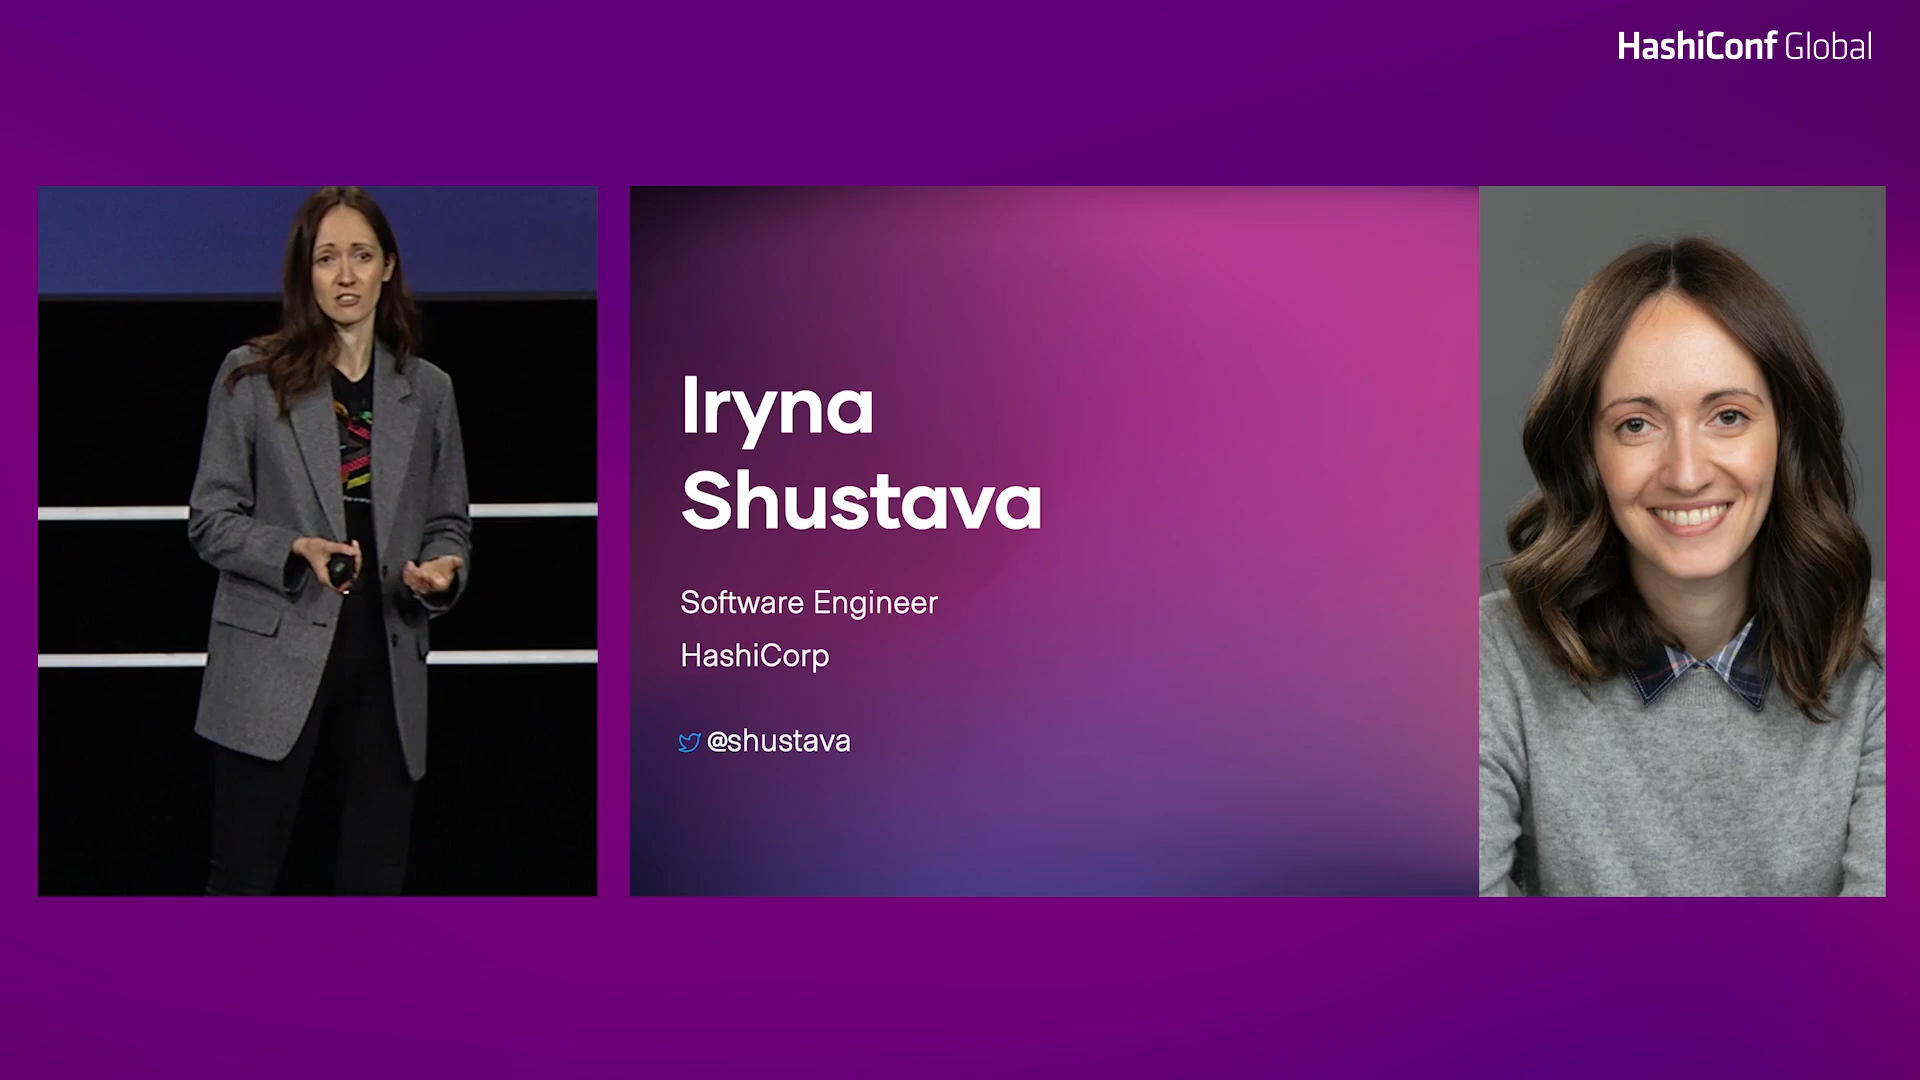 HashiConf Global
Iryna
Shustava
Software Engineer
HashiCorp
@shustava